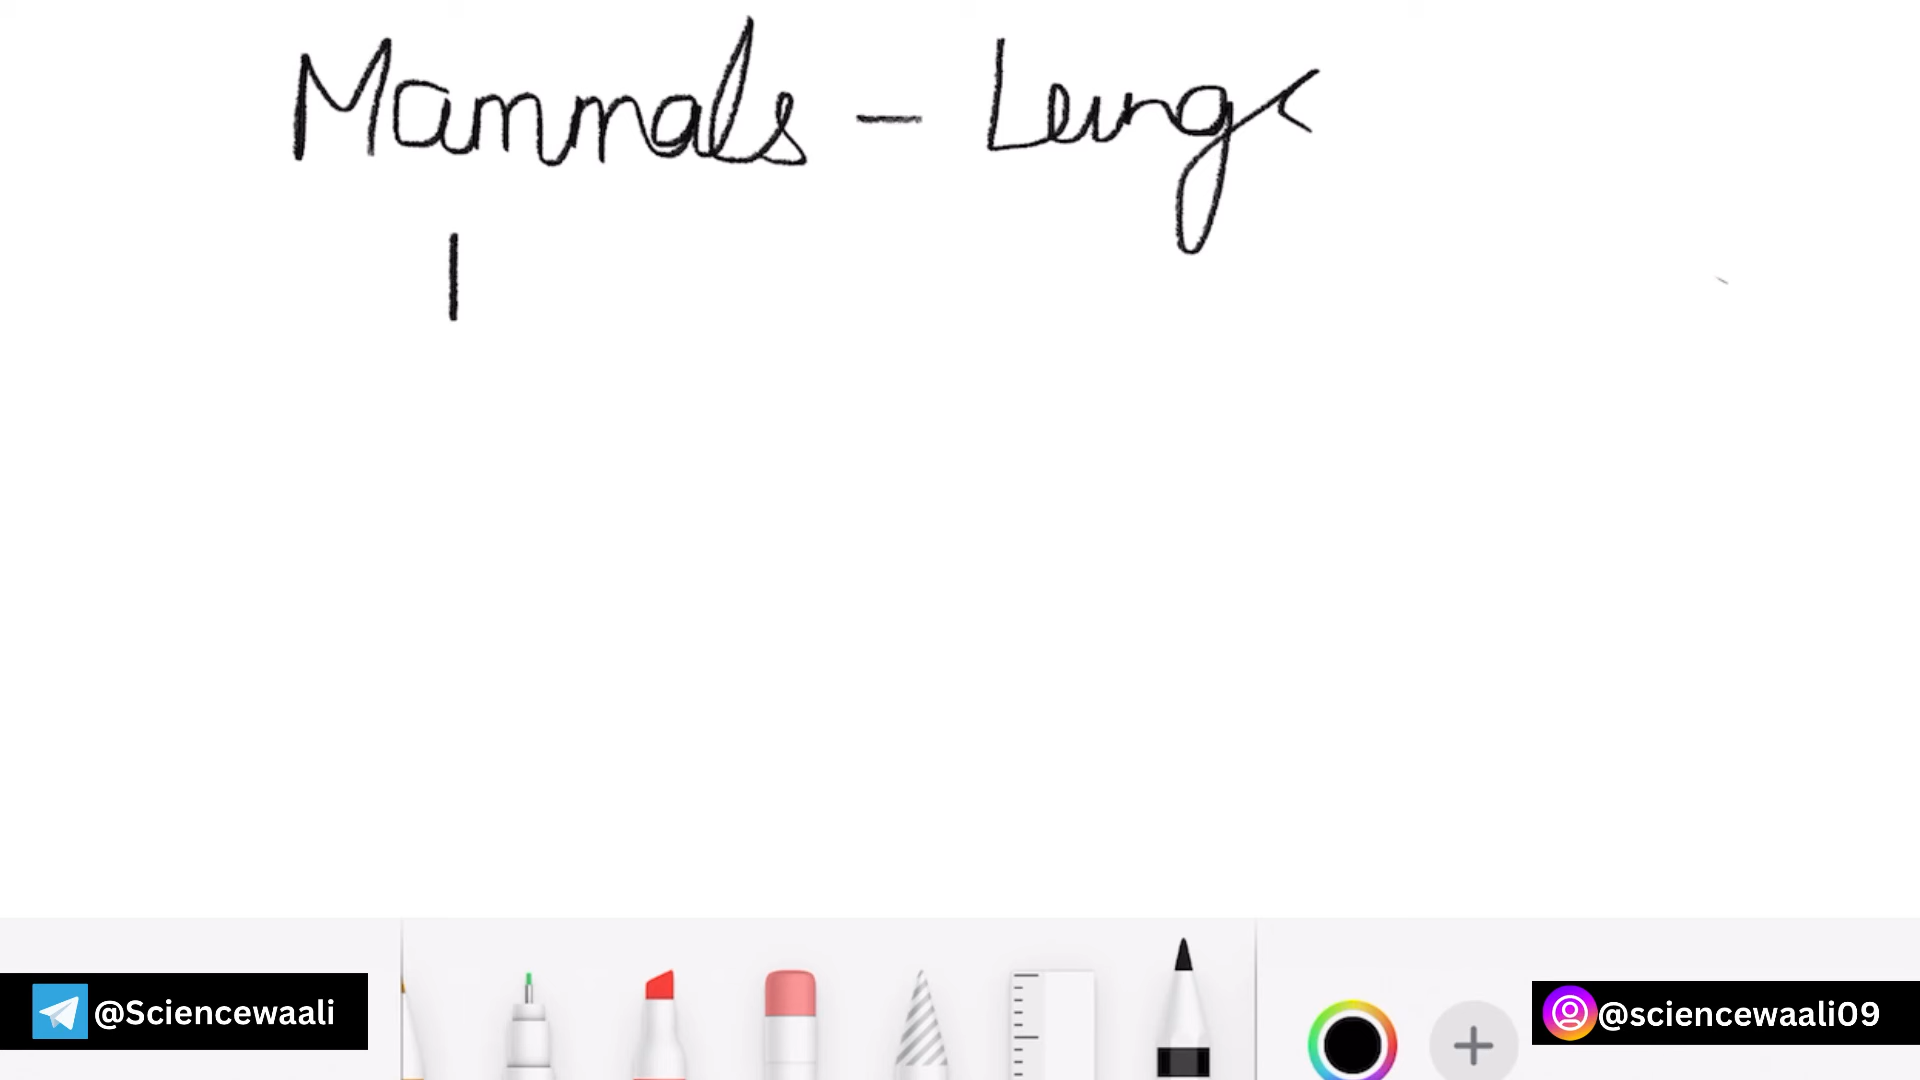 Mammals - Lungs
@Sciencewaali
@sciencewaali09